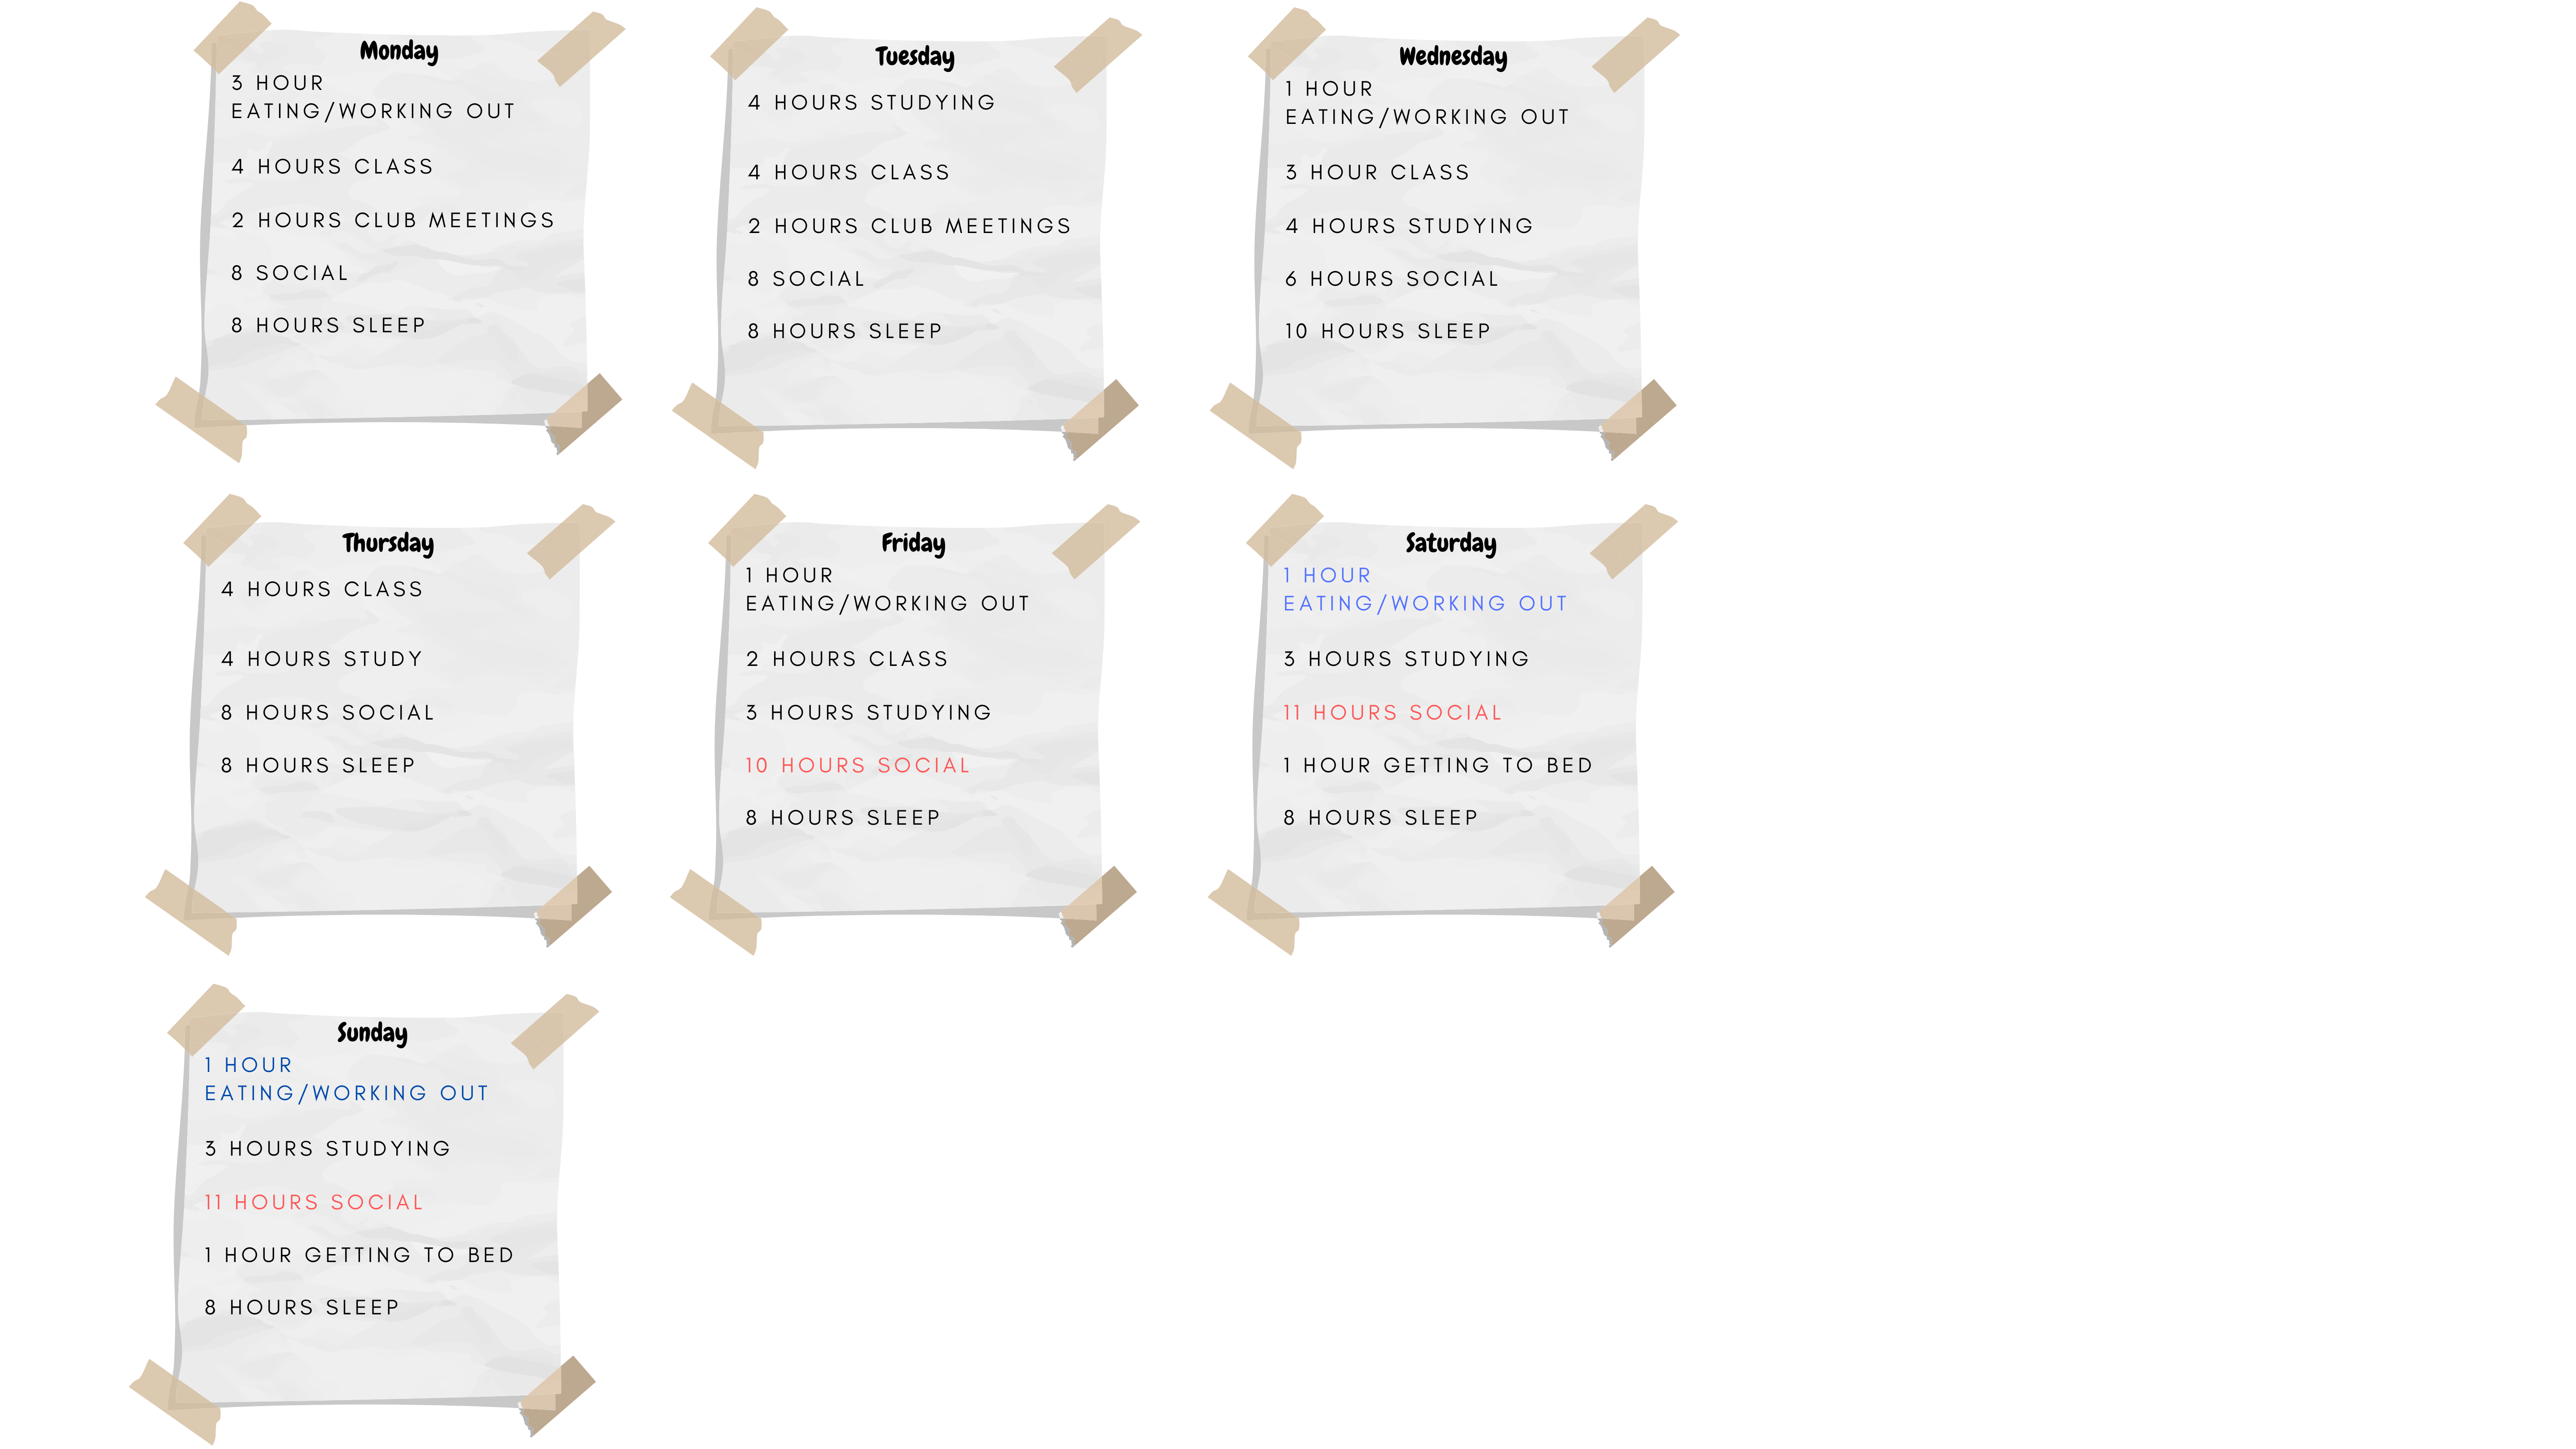 Monday
3 HOUR
EATING/WORKING OUT
4 HOURS CLASS
2 HOURS CLUB MEETINGS
8 SOCIAL
8 HOURS SLEEP
Tuesday
4 HOURS STUDYING
4 HOURS CLASS
2 HOURS CLUB MEETINGS
8 SOCIAL
8 HOURS SLEEP
Wednesday
1 HOUR
EATING/WORKING OUT
3 HOUR CLASS
4 HOURS STUDYING
6 HOURS SOCIAL
10 HOURS SLEEP
Thursday
4 HOURS CLASS
4 HOURS STUDY
8 HOURS SOCIAL
8 HOURS SLEEP
Friday
1 HOUR
EATING/WORKING OUT
2 HOURS CLASS
3 HOURS STUDYING
10 HOURS SOCIAL
8 HOURS SLEEP
Saturday
1 HOUR
EATING/WORKING OUT
3 HOURS STUDYING
11 HOURS SOCIAL
1 HOUR GETTING TO BED
8 HOURS SLEEP
Sunday
1 HOUR
EATING/WORKING OUT
3 HOURS STUDYING
11 HOURS SOCIAL
1 HOUR GETTING TO BED
8 HOURS SLEEP